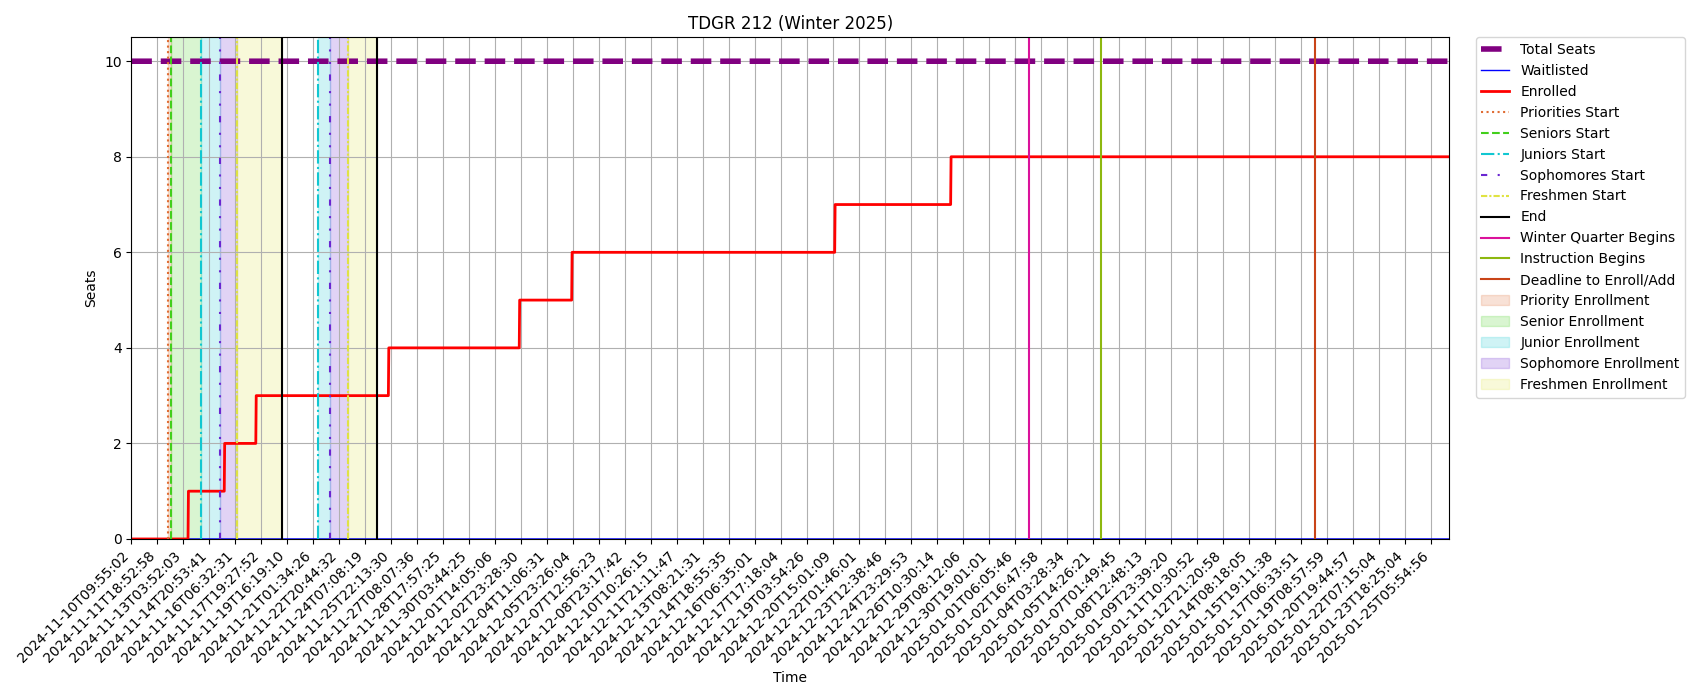 TDGR 212 (Winter 2025)
Seats
10
8
6
4
2
0
2024-11-10T09:55:02
2024-11-11T18:52:58
2024-11-13T03:52:03
2024-11-14T20:53:41
2024-11-16T06:32:31
2024-11-17T19:27:52
2024-11-19T16:19:10
2024-11-21T01:34:26
2024-11-22T20:44:32
2024-11-24T07:08:19
2024-11-25T22:13:30
2024-11-27T08:07:36
2024-11-28T17:57:25
2024-11-30T03:44:25
2024-12-01T14:05:06
2024-12-02T23:28:30
2024-12-04T11:06:31
2024-12-05T23:26:04
2024-12-07T12:56:23
2024-12-08T23:17:42
2024-12-10T10:26:15
2024-12-11T21:11:47
2024-12-13T08:21:31
2024-12-14T18:55:35
2024-12-16T06:35:01
2024-12-17T17:18:04
2024-12-19T03:54:26
2024-12-20T15:01:09
2024-12-22T01:46:01
2024-12-23T12:38:46
2024-12-24T23:29:53
2024-12-26T10:30:14
2024-12-29T08:12:06
2024-12-30T19:01:01
2025-01-01T06:05:46
2025-01-02T16:47:58
2025-01-04T03:28:34
2025-01-05T14:26:21
2025-01-07T01:49:45
2025-01-08T12:48:13
2025-01-09T23:39:20
2025-01-11T10:30:52
2025-01-12T21:20:58
2025-01-14T08:18:05
2025-01-15T19:11:38
2025-01-17T06:33:51
2025-01-19T08:57:59
2025-01-20T19:44:57
2025-01-22T07:15:04
2025-01-23T18:25:04
2025-01-25T05:54:56
Time
Total Seats
Waitlisted
Enrolled
Priorities Start
Seniors Start
Juniors Start
Sophomores Start
Freshmen Start
End
Winter Quarter Begins
Instruction Begins
Deadline to Enroll/Add
Priority Enrollment
Senior Enrollment
Junior Enrollment
Sophomore Enrollment
Freshmen Enrollment